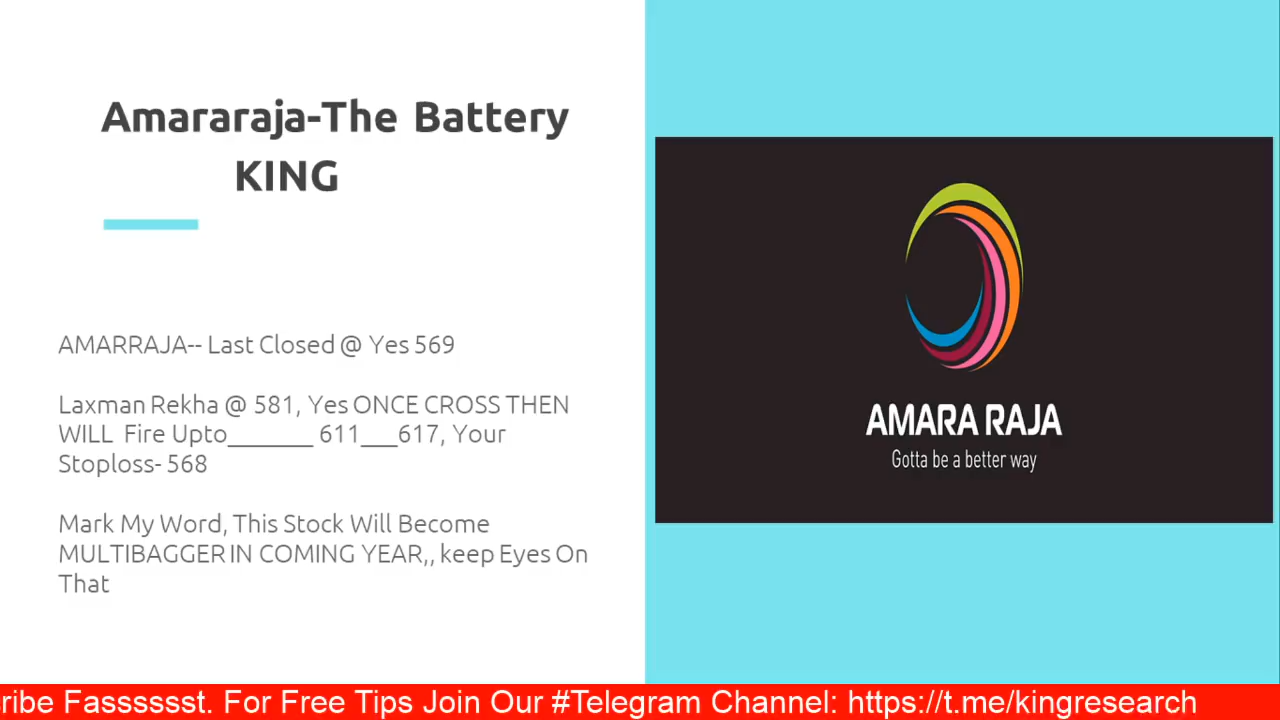 Amararaja-The Battery
KING
AMARRAJA-- Last Closed @ Yes 569
Laxman Rekha @ 581, Yes ONCE CROSS THEN
WILL Fire Upto_______ 611___617, Your
Stoploss- 568
Mark My Word, This Stock Will Become
MULTIBAGGER IN COMING YEAR,, keep Eyes On
That
AMARA RAJA
Gotta be a better way
ribe Fasssssst. For Free Tips Join Our #Telegram Channel: https://t.me/kingresearch